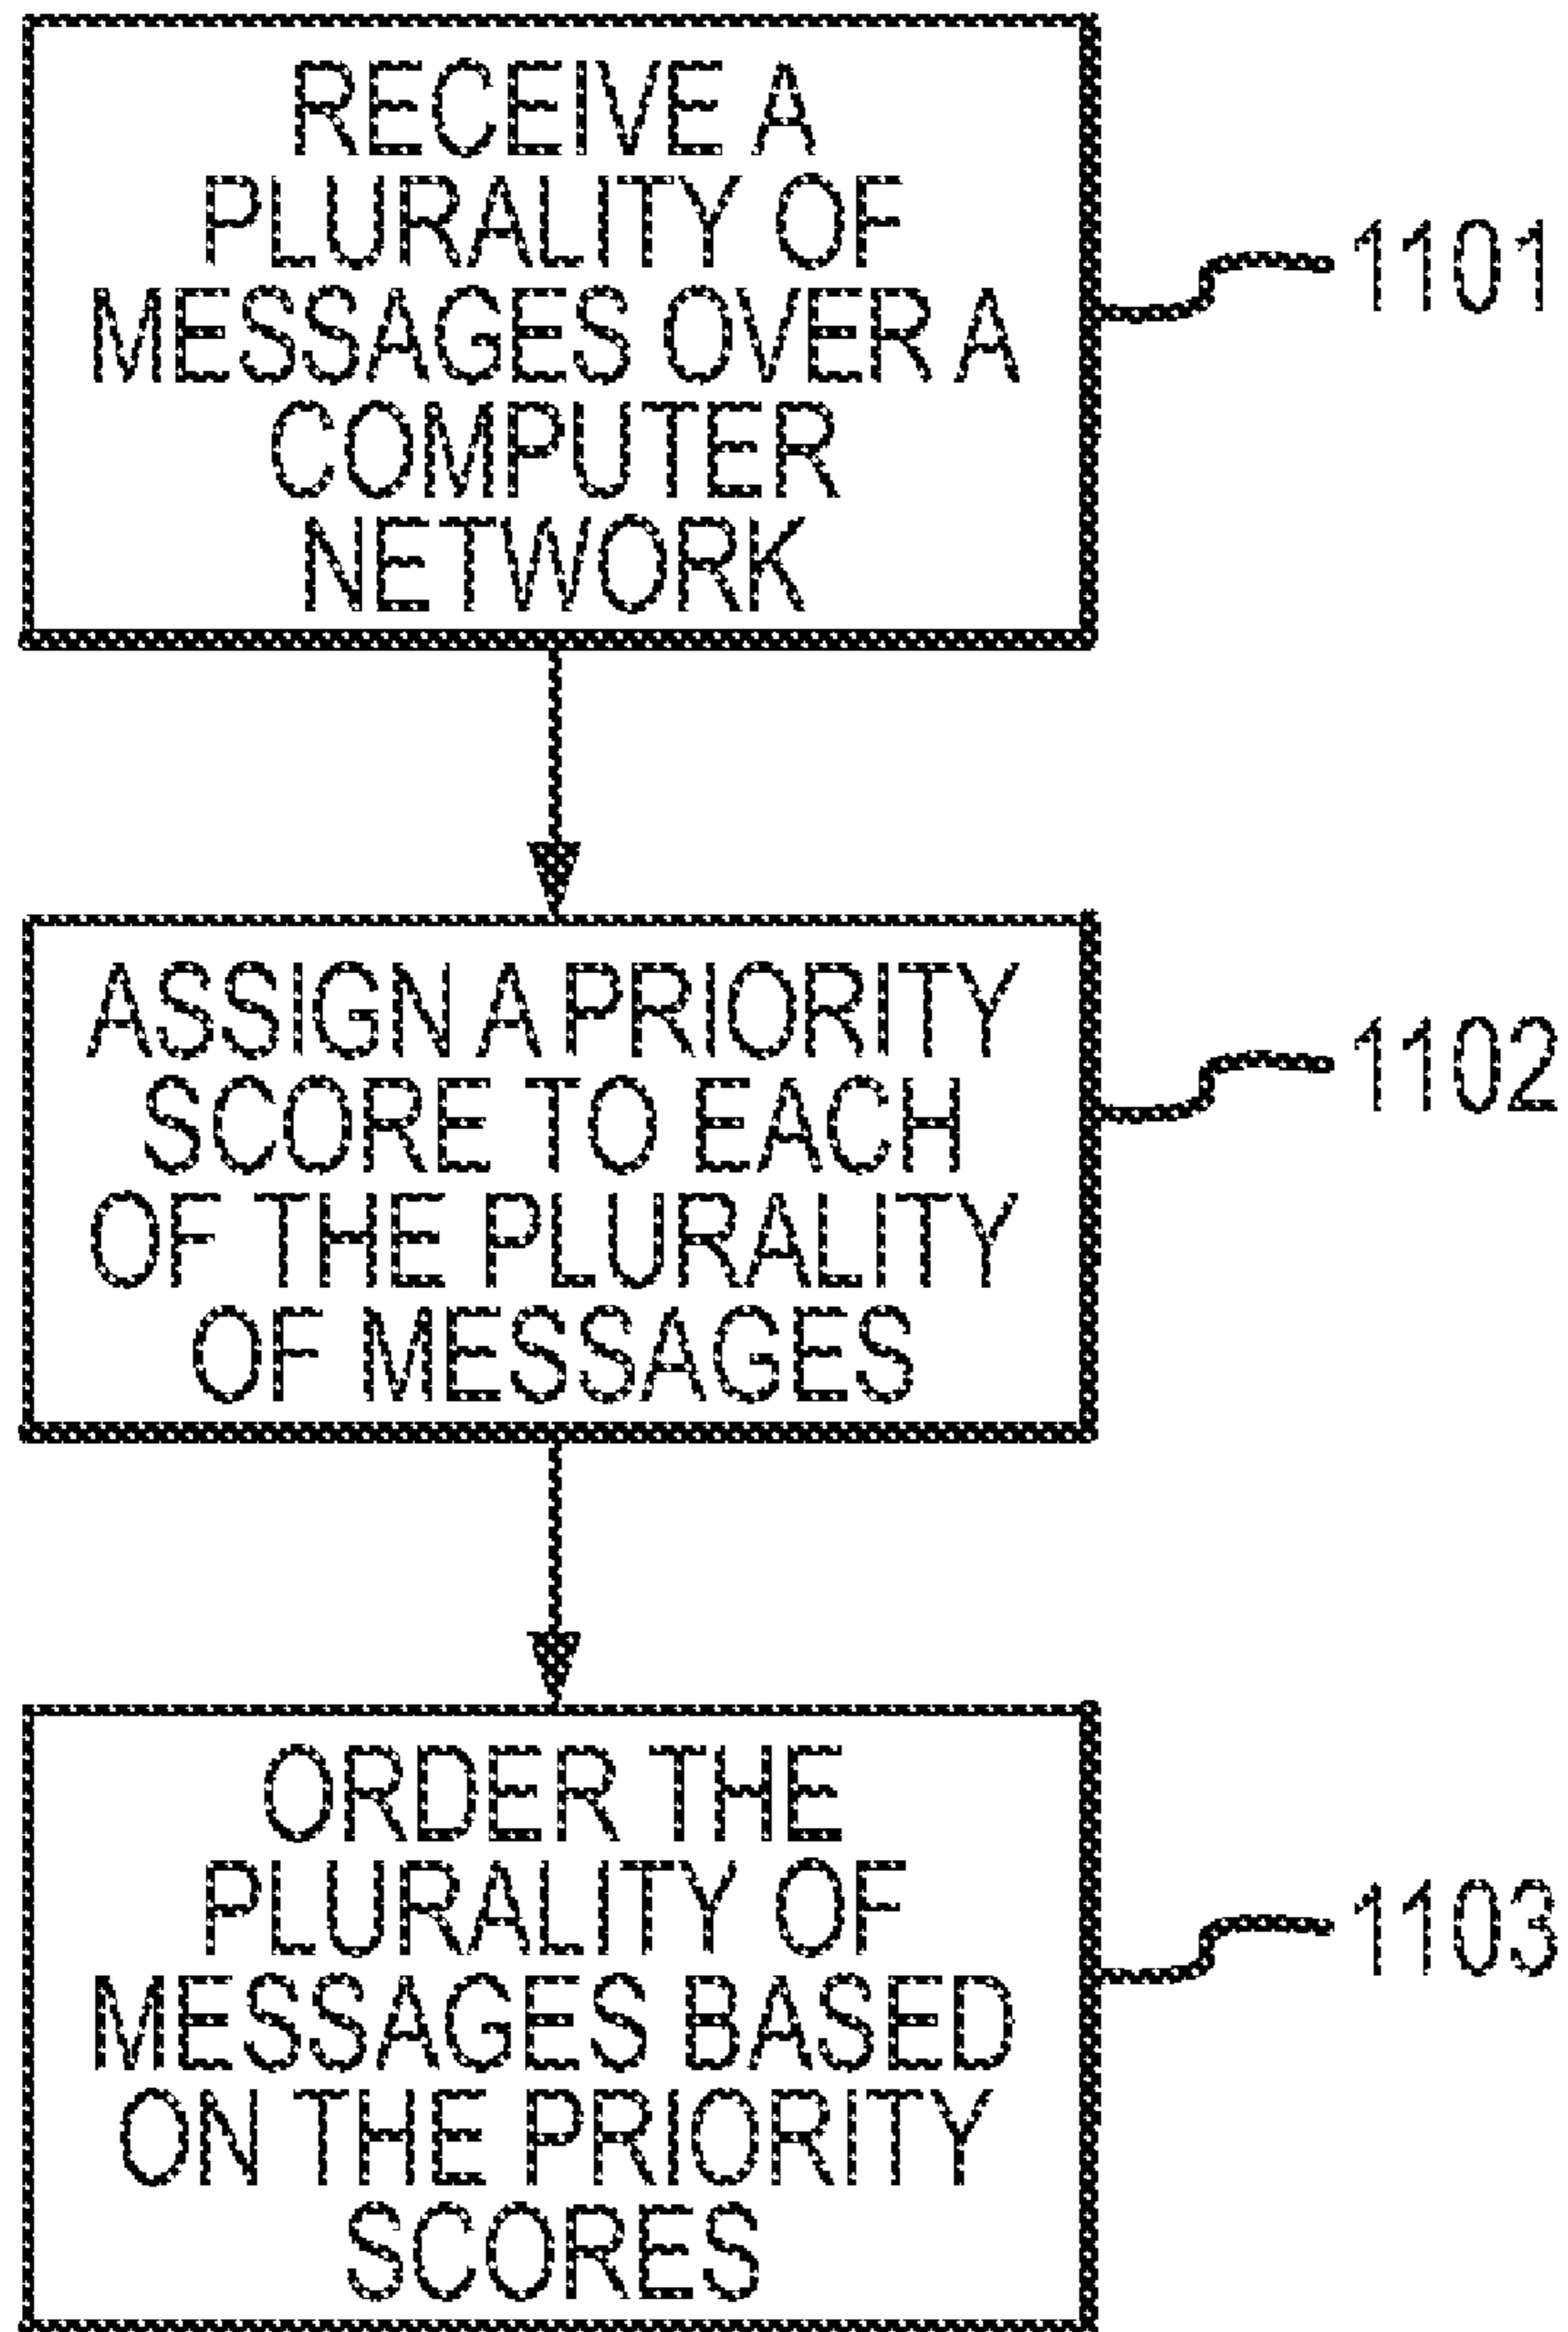 RECEIVE A
PLURALITY OF
MESSAGES OVER A
COMPUTER
NETWORK
1101
ASSIGN A PRIORITY
SCORE TO EACH
OF THE PLURALITY
OF MESSAGES
1102
ORDER THE
PLURALITY OF
MESSAGES BASED
ON THE PRIORITY
SCORES
1103